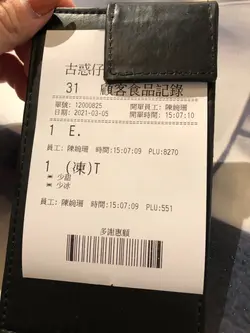 古惑仔
31 顧客食品記錄
單號: 12000825 開單員工: 陳婉珊
日期: 2021-03-05 開單時間: 15:07:10
1 E.
員工: 陳婉珊 時間:15:07:09 PLU:8270
1 (凍)T
少甜
少冰
員工: 陳婉珊 時間:15:07:09 PLU:551
多謝惠顧